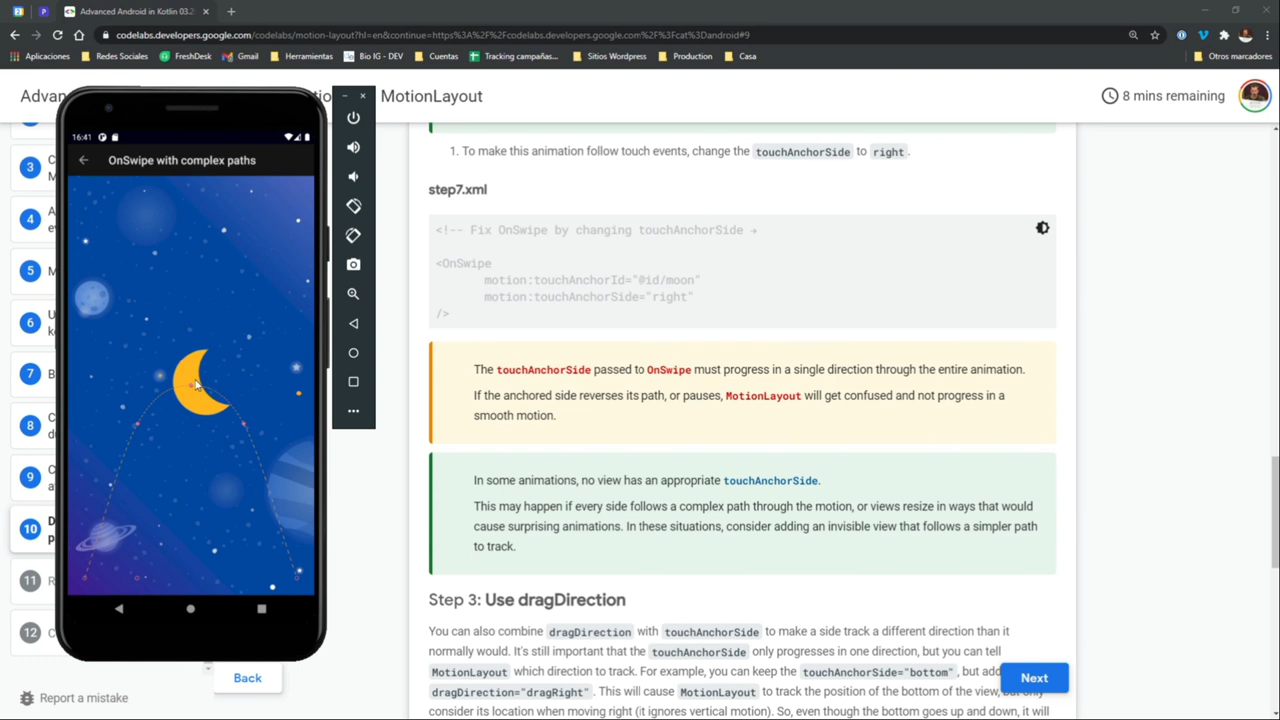 Advanced Android in Kotlin 03.2
codelabs.developers.google.com/codelabs/motion-layout?hl=en&continue=https%3A%2F%2Fcodelabs.developers.google.com%2F%3Fcat%3Dandroid#9
Aplicaciones Redes Sociales FreshDesk Gmail Herramientas Bio IG - DEV Cuentas Tracking campañas... Sitios Wordpress Production Casa Otros marcadores
MotionLayout
8 mins remaining
3
4
5
6
7
8
9
10
11
12
16:41
OnSwipe with complex paths
Back
Report a mistake
1. To make this animation follow touch events, change the touchAnchorSide to right.
step7.xml
<!-- Fix OnSwipe by changing touchAnchorSide →
<OnSwipe
motion:touchAnchorId="@id/moon"
motion:touchAnchorSide="right"
/>
The touchAnchorSide passed to OnSwipe must progress in a single direction through the entire animation.
If the anchored side reverses its path, or pauses, MotionLayout will get confused and not progress in a
smooth motion.
In some animations, no view has an appropriate touchAnchorSide.
This may happen if every side follows a complex path through the motion, or views resize in ways that would
cause surprising animations. In these situations, consider adding an invisible view that follows a simpler path
to track.
Step 3: Use dragDirection
You can also combine dragDirection with touchAnchorSide to make a side track a different direction than it
normally would. It's still important that the touchAnchorSide only progresses in one direction, but you can tell
MotionLayout which direction to track. For example, you can keep the touchAnchorSide="bottom", but add
dragDirection="dragRight". This will cause MotionLayout to track the position of the bottom of the view, but only
consider its location when moving right (it ignores vertical motion). So, even though the bottom goes up and down, it will
Next